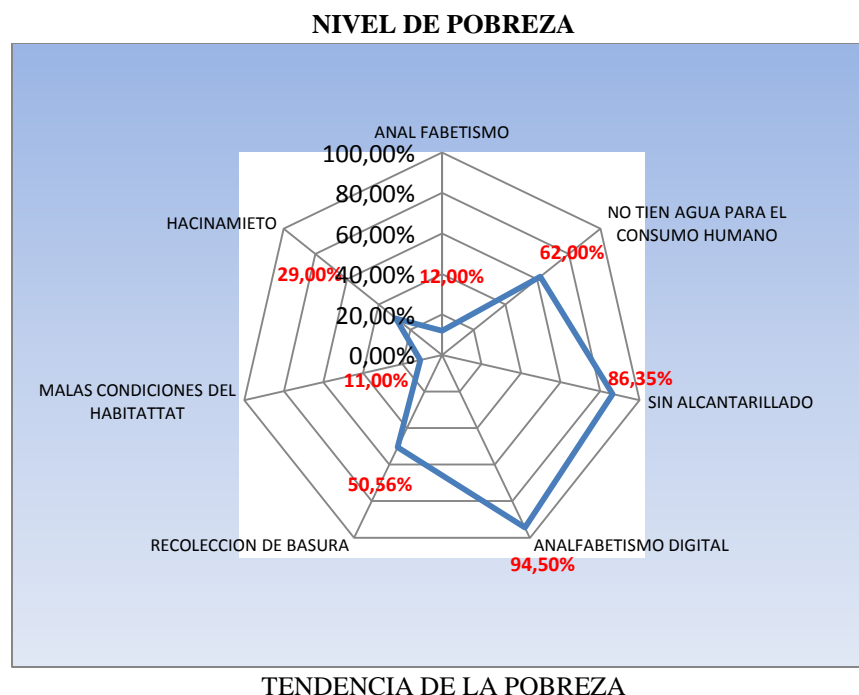 NIVEL DE POBREZA
ANAL FABETISMO
100,00%
80,00%
60,00%
40,00%
20,00%
0,00%
NO TIEN AGUA PARA EL
CONSUMO HUMANO
HACINAMIETO
62,00%
29,00%
12,00%
86,35%
SIN ALCANTARILLADO
11,00%
MALAS CONDICIONES DEL
HABITATTAT
50,56%
RECOLECCION DE BASURA
ANALFABETISMO DIGITAL
94,50%
TENDENCIA DE LA POBREZA